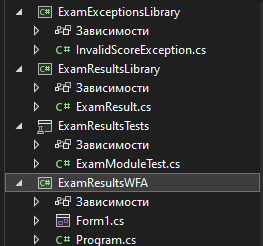 ExamExceptionsLibrary
Зависимости
InvalidScoreException.cs
ExamResultsLibrary
Зависимости
ExamResult.cs
ExamResultsTests
Зависимости
ExamModuleTest.cs
ExamResultsWFA
Зависимости
Form1.cs
Program.cs